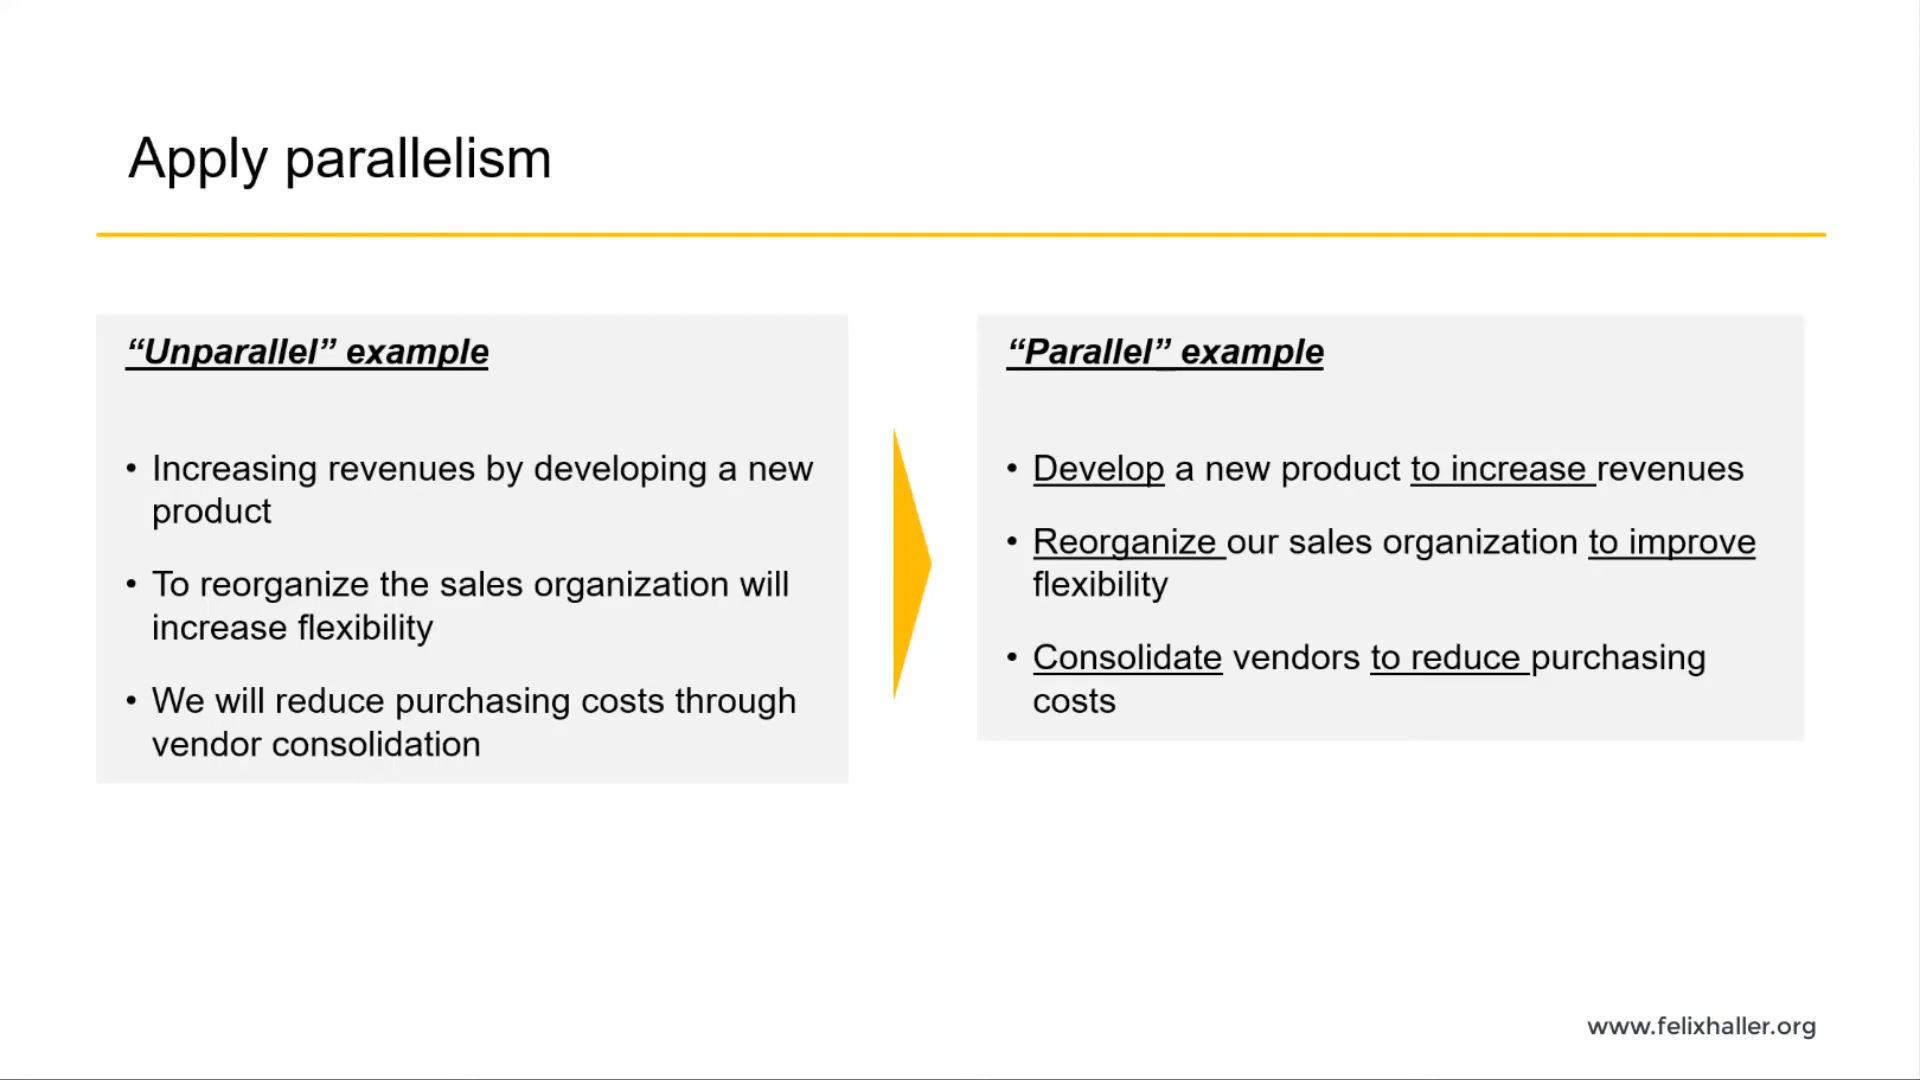 Apply parallelism
“Unparallel” example
• Increasing revenues by developing a new
product
• To reorganize the sales organization will
increase flexibility
• We will reduce purchasing costs through
vendor consolidation
“Parallel” example
• Develop a new product to increase revenues
• Reorganize our sales organization to improve
flexibility
• Consolidate vendors to reduce purchasing
costs
www.felixhaller.org